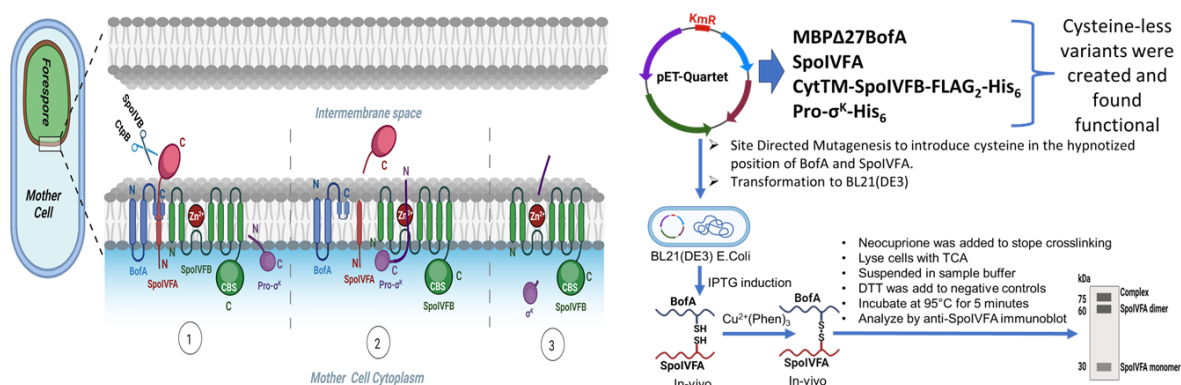 Forespore
Mother
Cell
SpoIVB
CtpB
Intermembrane space
C
N
C
Zn2+
N
N
BofA
SpoIVFA
SpoIVFB
CBS
C
Pro-σK
1
C
N
N
C
Zn2+
N
N
C
BofA
SpoIVFA
Pro-σK
CBS
C
SpoIVFB
2
Zn2+
N
CBS
C
σK
SpoIVFB
3
Mother Cell Cytoplasm
KmR
pET-Quartet
MBPΔ27BofA
SpoIVFA
CytTM-SpoIVFB-FLAG2-His6
Pro-σK-His6
Cysteine-less
variants were
created and
found
functional
➢ Site Directed Mutagenesis to introduce cysteine in the hypnotized
position of BofA and SpoIVFA.
➢ Transformation to BL21(DE3)
BL21(DE3) E.Coli
IPTG induction
BofA
SH
SH
SpoIVFA
In-vivo
Cu2+(Phen)3
BofA
S
S
SpoIVFA
In-vivo
• Neocuprione was added to stope crosslinking
• Lyse cells with TCA
• Suspended in sample buffer
• DTT was add to negative controls
• Incubate at 95°C for 5 minutes
• Analyze by anti-SpoIVFA immunoblot
kDa
75
60
30
Complex
SpoIVFA dimer
SpoIVFA monomer